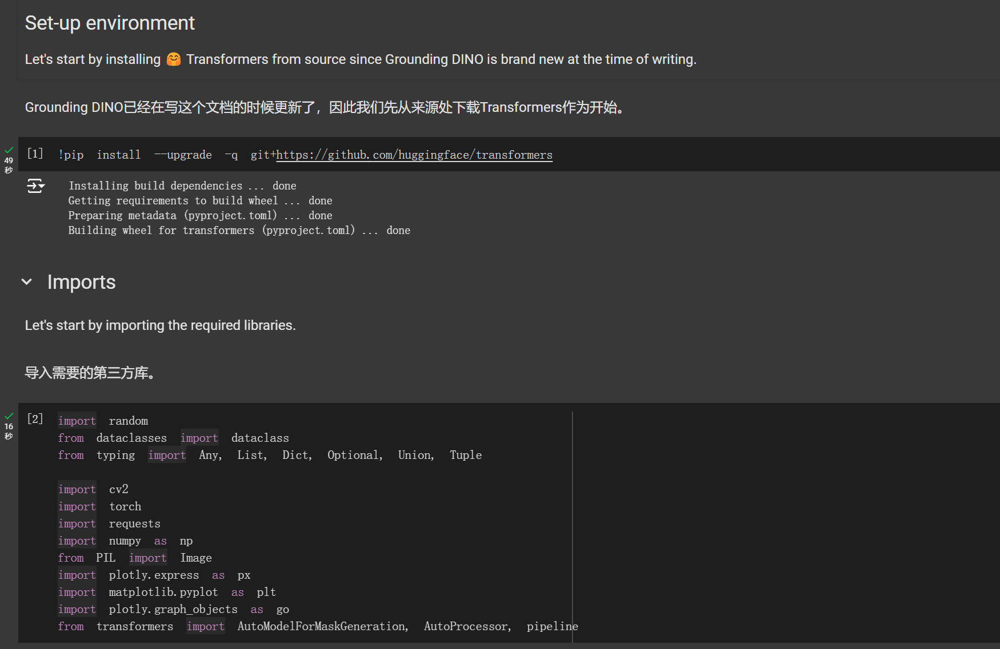 Set-up environment
Let's start by installing 🤗 Transformers from source since Grounding DINO is brand new at the time of writing.
Grounding DINO已经在写这个文档的时候更新了，因此我们先从来源处下载Transformers作为开始。
49
秒
[1] !pip install --upgrade -q git+https://github.com/huggingface/transformers
Installing build dependencies ... done
Getting requirements to build wheel ... done
Preparing metadata (pyproject.toml) ... done
Building wheel for transformers (pyproject.toml) ... done
Imports
Let's start by importing the required libraries.
导入需要的第三方库。
16
秒
[2] import random
from dataclasses import dataclass
from typing import Any, List, Dict, Optional, Union, Tuple
import cv2
import torch
import requests
import numpy as np
from PIL import Image
import plotly.express as px
import matplotlib.pyplot as plt
import plotly.graph_objects as go
from transformers import AutoModelForMaskGeneration, AutoProcessor, pipeline